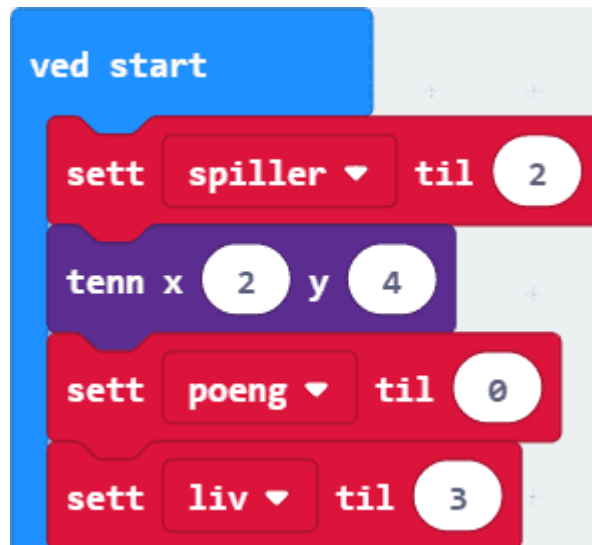 ved start
sett spiller til 2
tenn x 2 y 4
sett poeng til 0
sett liv til 3